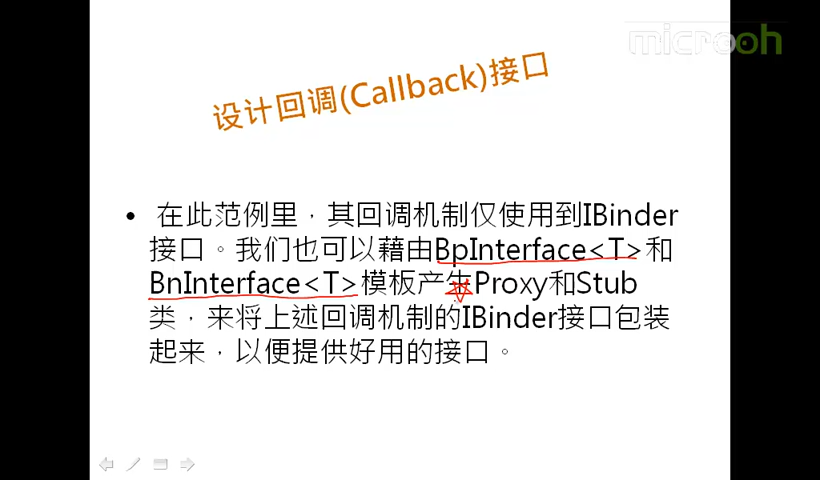 microoh
设计回调(Callback)接口
• 在此范例里，其回调机制仅使用到IBinder
接口。我们也可以藉由BpInterface<T>和
BnInterface<T>模板产生Proxy和Stub
类，来将上述回调机制的IBinder接口包装
起来，以便提供好用的接口。